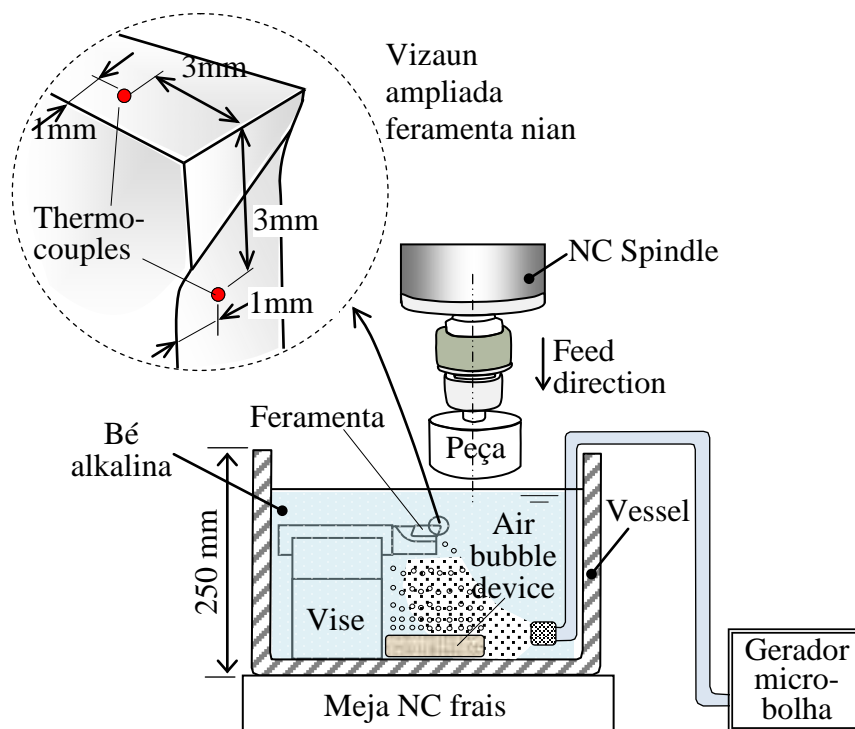 3mm
1mm
Vizaun
ampliada
feramenta nian
Thermo-
couples
3mm
1mm
NC Spindle
Feed
direction
Feramenta
Bé
alkalina
Peça
250 mm
Air
bubble
device
Vessel
Vise
Gerador
micro-
bolha
Meja NC frais